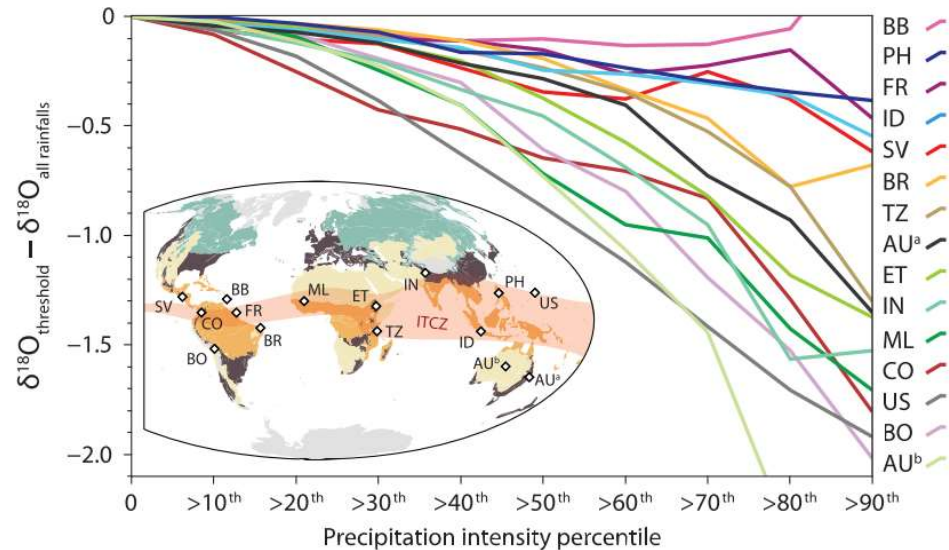 0
−0.5
−1.0
−1.5
−2.0
δ¹⁸Othreshold − δ¹⁸Oall rainfalls
0 >10th >20th >30th >40th >50th >60th >70th >80th >90th
Precipitation intensity percentile
BB
PH
FR
ID
SV
BR
TZ
AUᵃ
ET
IN
ML
CO
US
BO
AUᵇ
IN
PH
US
SV
BB
ML
ET
CO
FR
ITCZ
BR
TZ
ID
BO
AUᵇ
AUᵃ